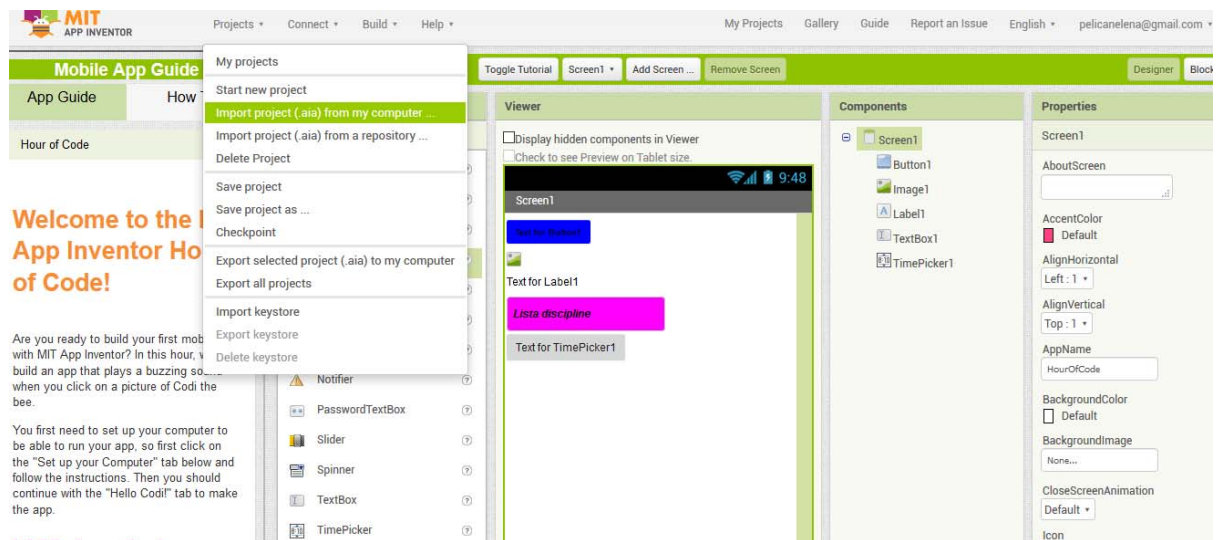 MIT
APP INVENTOR
Projects
Connect
Build
Help
My Projects
Gallery
Guide
Report an Issue
English
pelicanelena@gmail.com
Mobile App Guide
Toggle Tutorial
Screen1
Add Screen ...
Remove Screen
Designer
Block
App Guide
How
Hour of Code
Welcome to the
App Inventor Ho
of Code!
Are you ready to build your first mob
with MIT App Inventor? In this hour,
build an app that plays a buzzing
when you click on a picture of Codi the
bee.
You first need to set up your computer to
be able to run your app, so first click on
the "Set up your Computer" tab below and
follow the instructions. Then you should
continue with the "Hello Codi!" tab to make
the app.
My projects
Start new project
Import project (.aia) from my computer ...
Import project (.aia) from a repository ...
Delete Project
Save project
Save project as ...
Checkpoint
Export selected project (.aia) to my computer
Export all projects
Import keystore
Export keystore
Delete keystore
Notifier
PasswordTextBox
Slider
Spinner
TextBox
TimePicker
Viewer
Display hidden components in Viewer
Check to see Preview on Tablet size.
9:48
Screen1
Text for Button1
Text for Label1
Lista discipline
Text for TimePicker1
Components
Screen1
Button1
Image1
Label1
TextBox1
TimePicker1
Properties
Screen1
AboutScreen
AccentColor
Default
AlignHorizontal
Left : 1
AlignVertical
Top : 1
AppName
HourOfCode
BackgroundColor
Default
BackgroundImage
None...
CloseScreenAnimation
Default
Icon